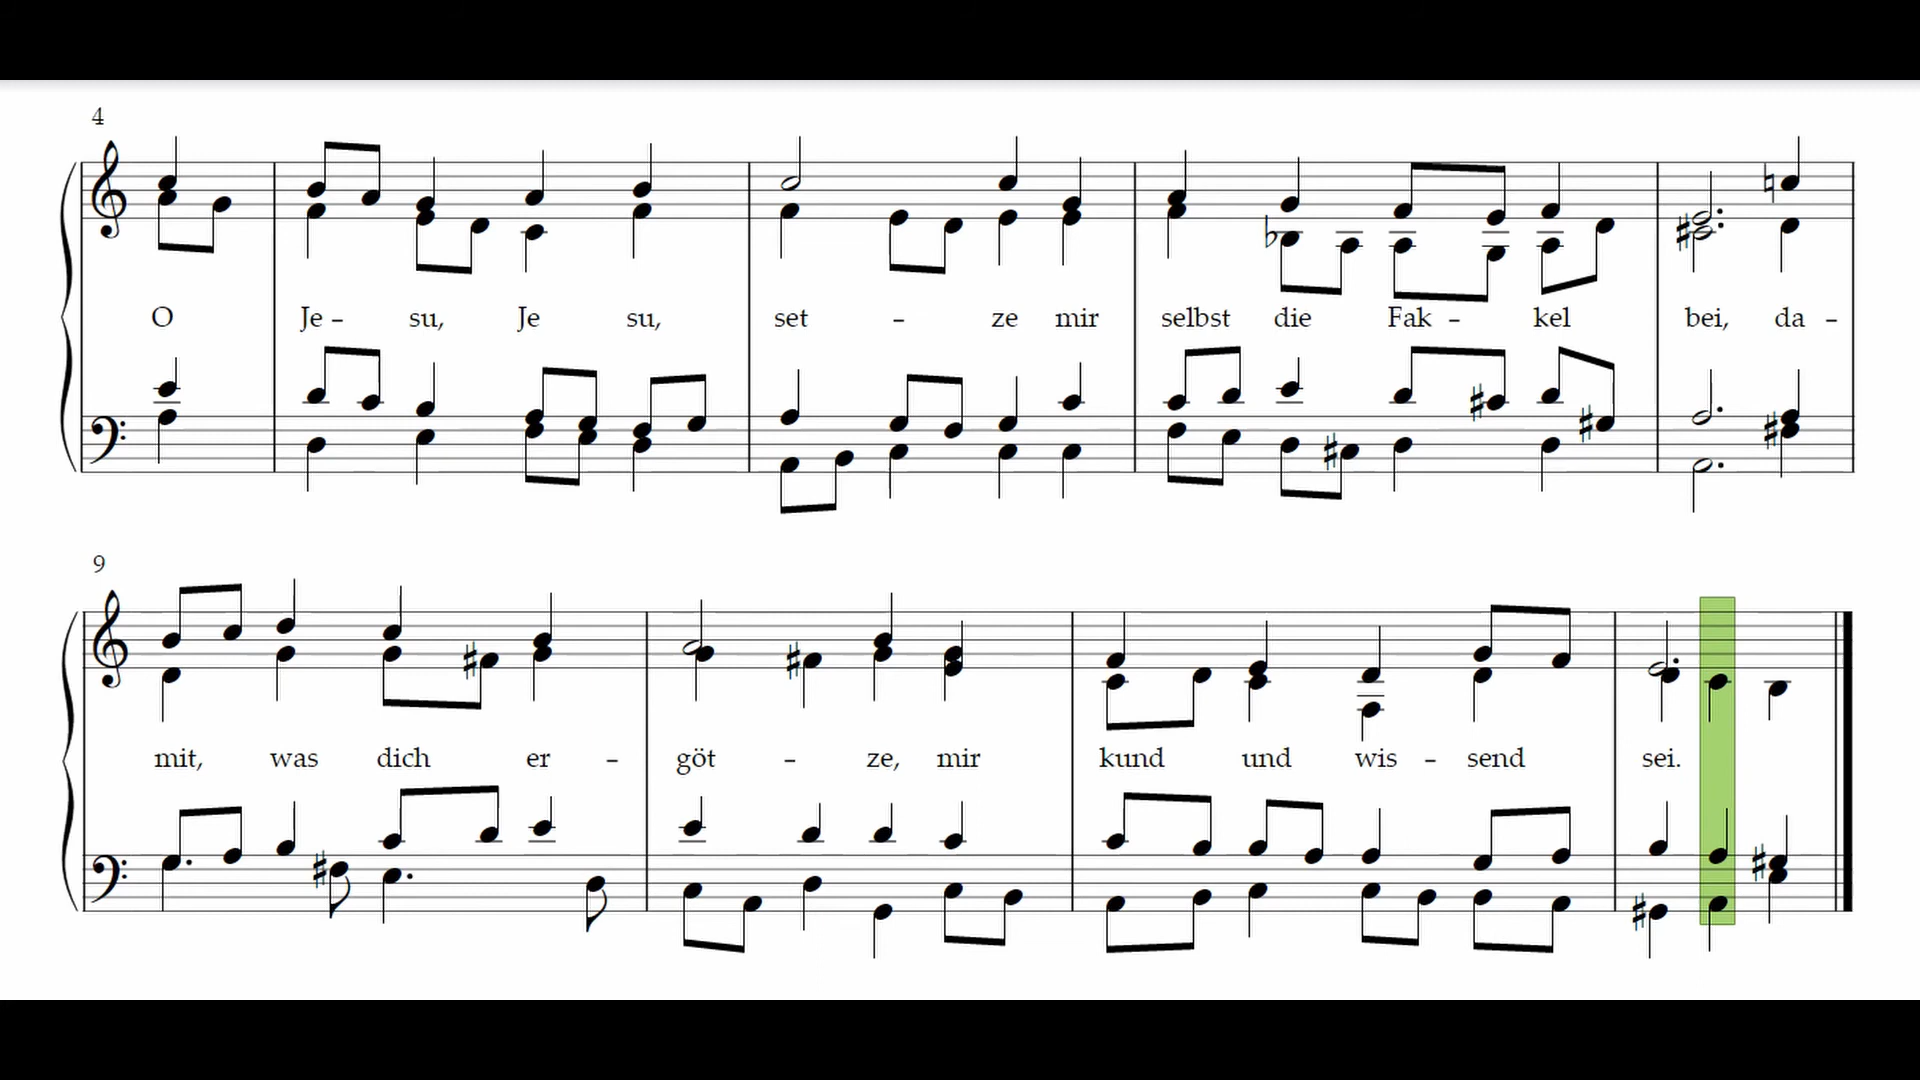 4
O Je – su, Je su, set – ze mir selbst die Fak – kel bei, da –
9
mit, was dich er – göt – ze, mir kund und wis – send sei.